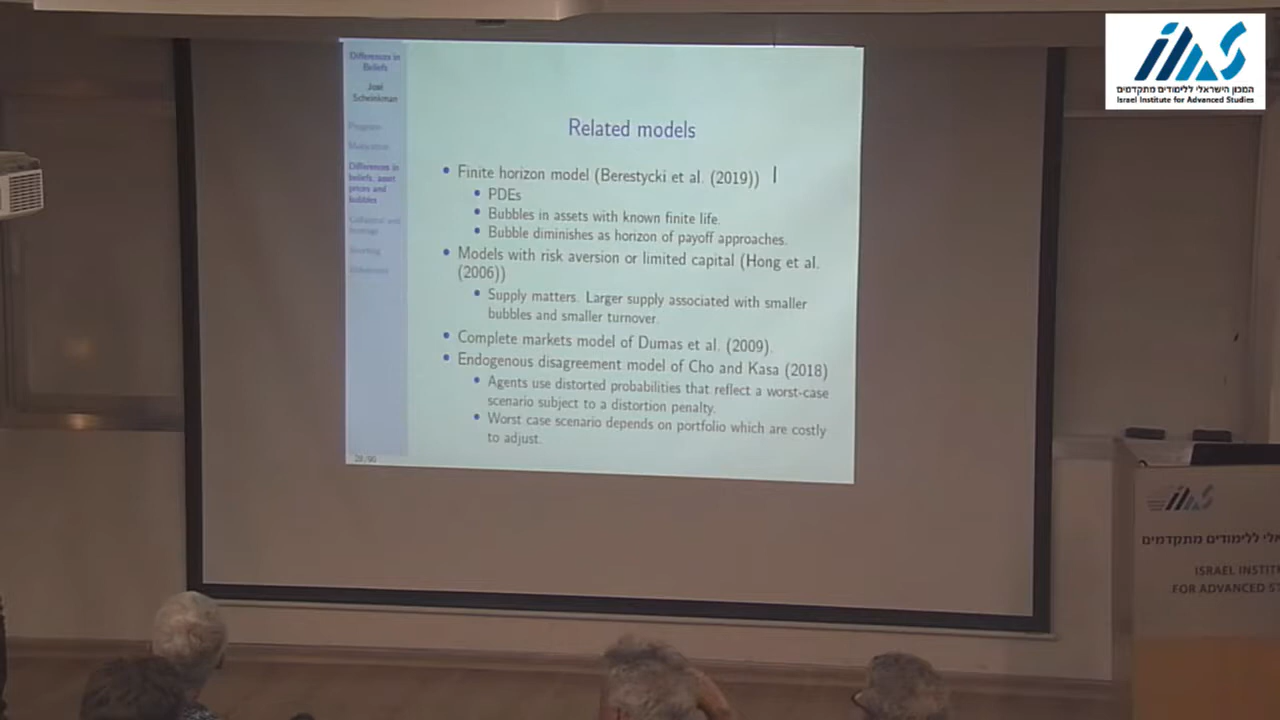 המכון הישראלי ללימודים מתקדמים
Israel Institute for Advanced Studies
Differences in
Beliefs
José
Scheinkman
Program
Motivation
Differences in
beliefs, asset
prices and
bubbles
Related models
• Finite horizon model (Berestycki et al. (2019))
• PDEs
• Bubbles in assets with known finite life.
• Bubble diminishes as horizon of payoff approaches.
• Models with risk aversion or limited capital (Hong et al.
(2006))
• Supply matters. Larger supply associated with smaller
bubbles and smaller turnover.
• Complete markets model of Dumas et al. (2009).
• Endogenous disagreement model of Cho and Kasa (2018)
• Agents use distorted probabilities that reflect a worst-case
scenario subject to a distortion penalty.
• Worst case scenario depends on portfolio which are costly
to adjust.
28/90
ללימודים מתקדמים
ISRAEL
FOR ADVANCED